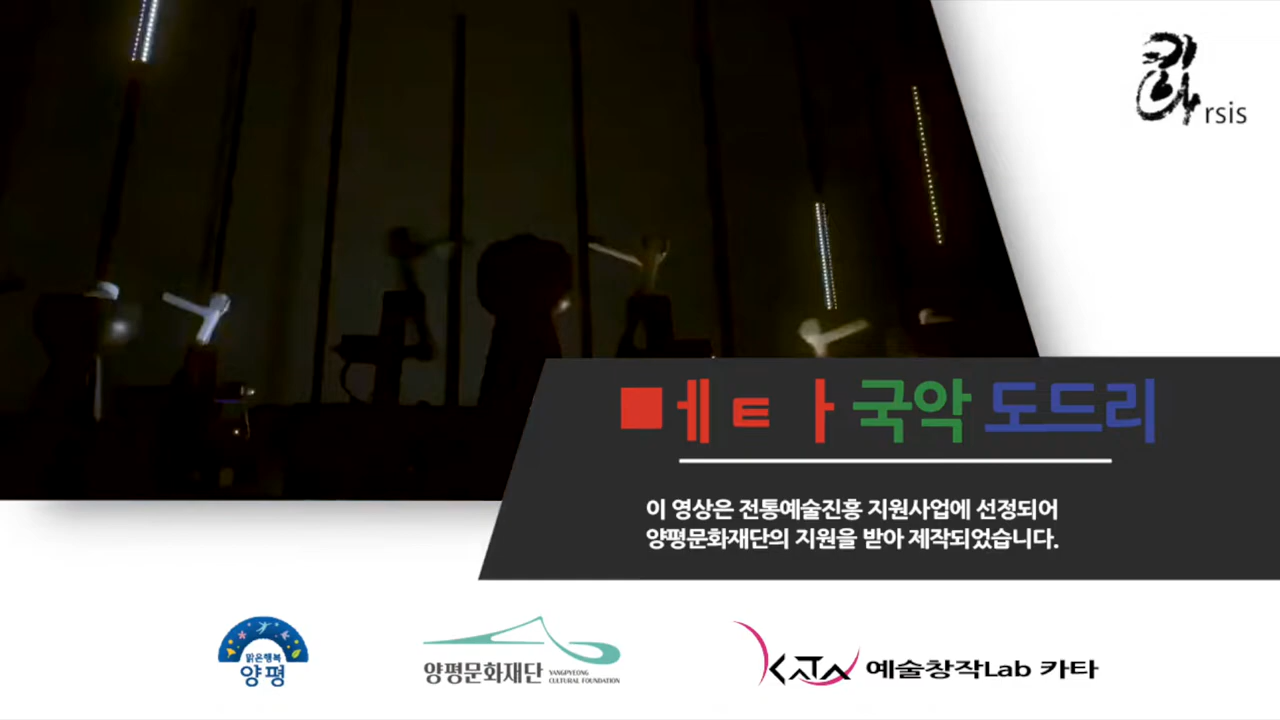 rsis
메타 국악 도드리
이 영상은 전통예술진흥 지원사업에 선정되어
양평문화재단의 지원을 받아 제작되었습니다.
맑은행복
양평
양평문화재단
YANGPYEONG
CULTURAL FOUNDATION
KATA 예술창작Lab 카타